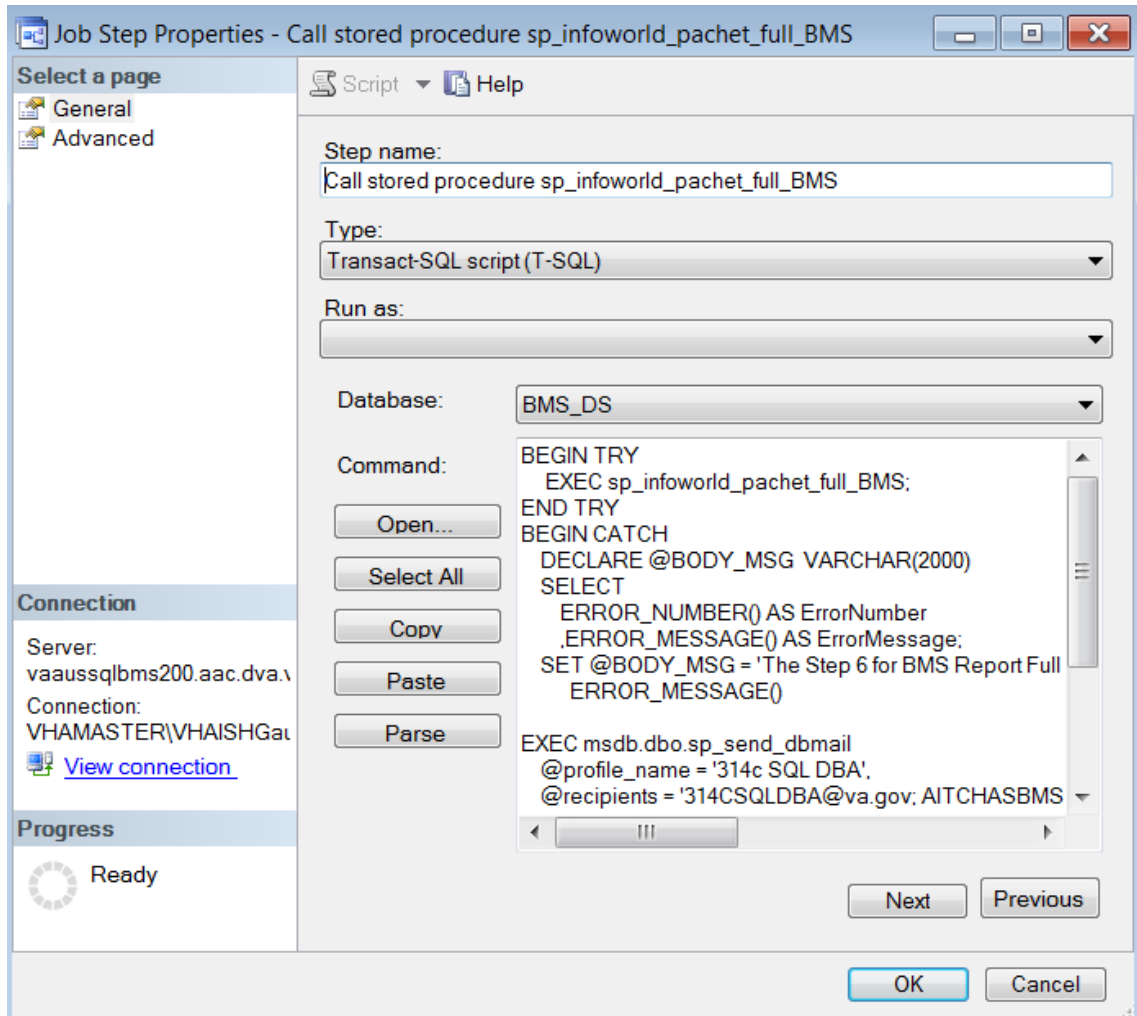 Job Step Properties - Call stored procedure sp_infoworld_pachet_full_BMS
Select a page
General
Advanced
Script
Help
Step name:
Call stored procedure sp_infoworld_pachet_full_BMS
Type:
Transact-SQL script (T-SQL)
Run as:
Database:
BMS_DS
Command:
Open...
Select All
Copy
Paste
Parse
BEGIN TRY
EXEC sp_infoworld_pachet_full_BMS;
END TRY
BEGIN CATCH
DECLARE @BODY_MSG VARCHAR(2000)
SELECT
ERROR_NUMBER() AS ErrorNumber
,ERROR_MESSAGE() AS ErrorMessage;
SET @BODY_MSG = 'The Step 6 for BMS Report Full
ERROR_MESSAGE()
EXEC msdb.dbo.sp_send_dbmail
@profile_name = '314c SQL DBA',
@recipients = '314CSQLDBA@va.gov; AITCHASBMS
Connection
Server:
vaaussqlbms200.aac.dva.v
Connection:
VHAMASTER\VHAISHGau
View connection
Progress
Ready
Next
Previous
OK
Cancel